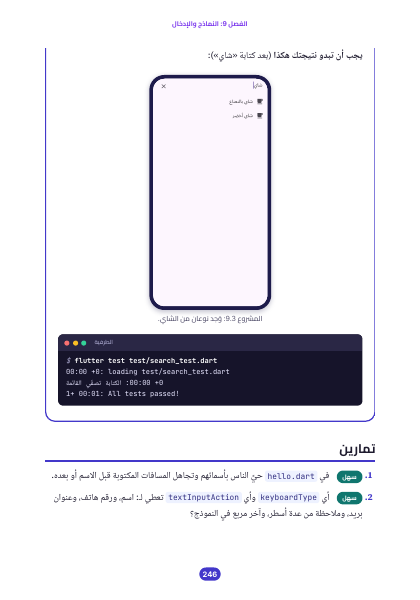 الفصل 9: النماذج والإدخال
يجب أن تبدو نتيجتك هكذا (بعد كتابة «شاي»):
شاي
شاي بالنعناع
شاي أخضر
المشروع 9.3: وُجد نوعان من الشاي.
الطرفية
$ flutter test test/search_test.dart
00:00 +0: loading test/search_test.dart
00:00 +0: الكتابة تصفّي القائمة
00:01 +1: All tests passed!
تمارين
1. سهل في hello.dart حيّ الناس بأسمائهم وتجاهل المسافات المكتوبة قبل الاسم أو بعده.
2. سهل أي keyboardType وأي textInputAction تعطي لـ: اسم، ورقم هاتف، وعنوان
بريد، وملاحظة من عدة أسطر، وآخر مربع في النموذج؟
246